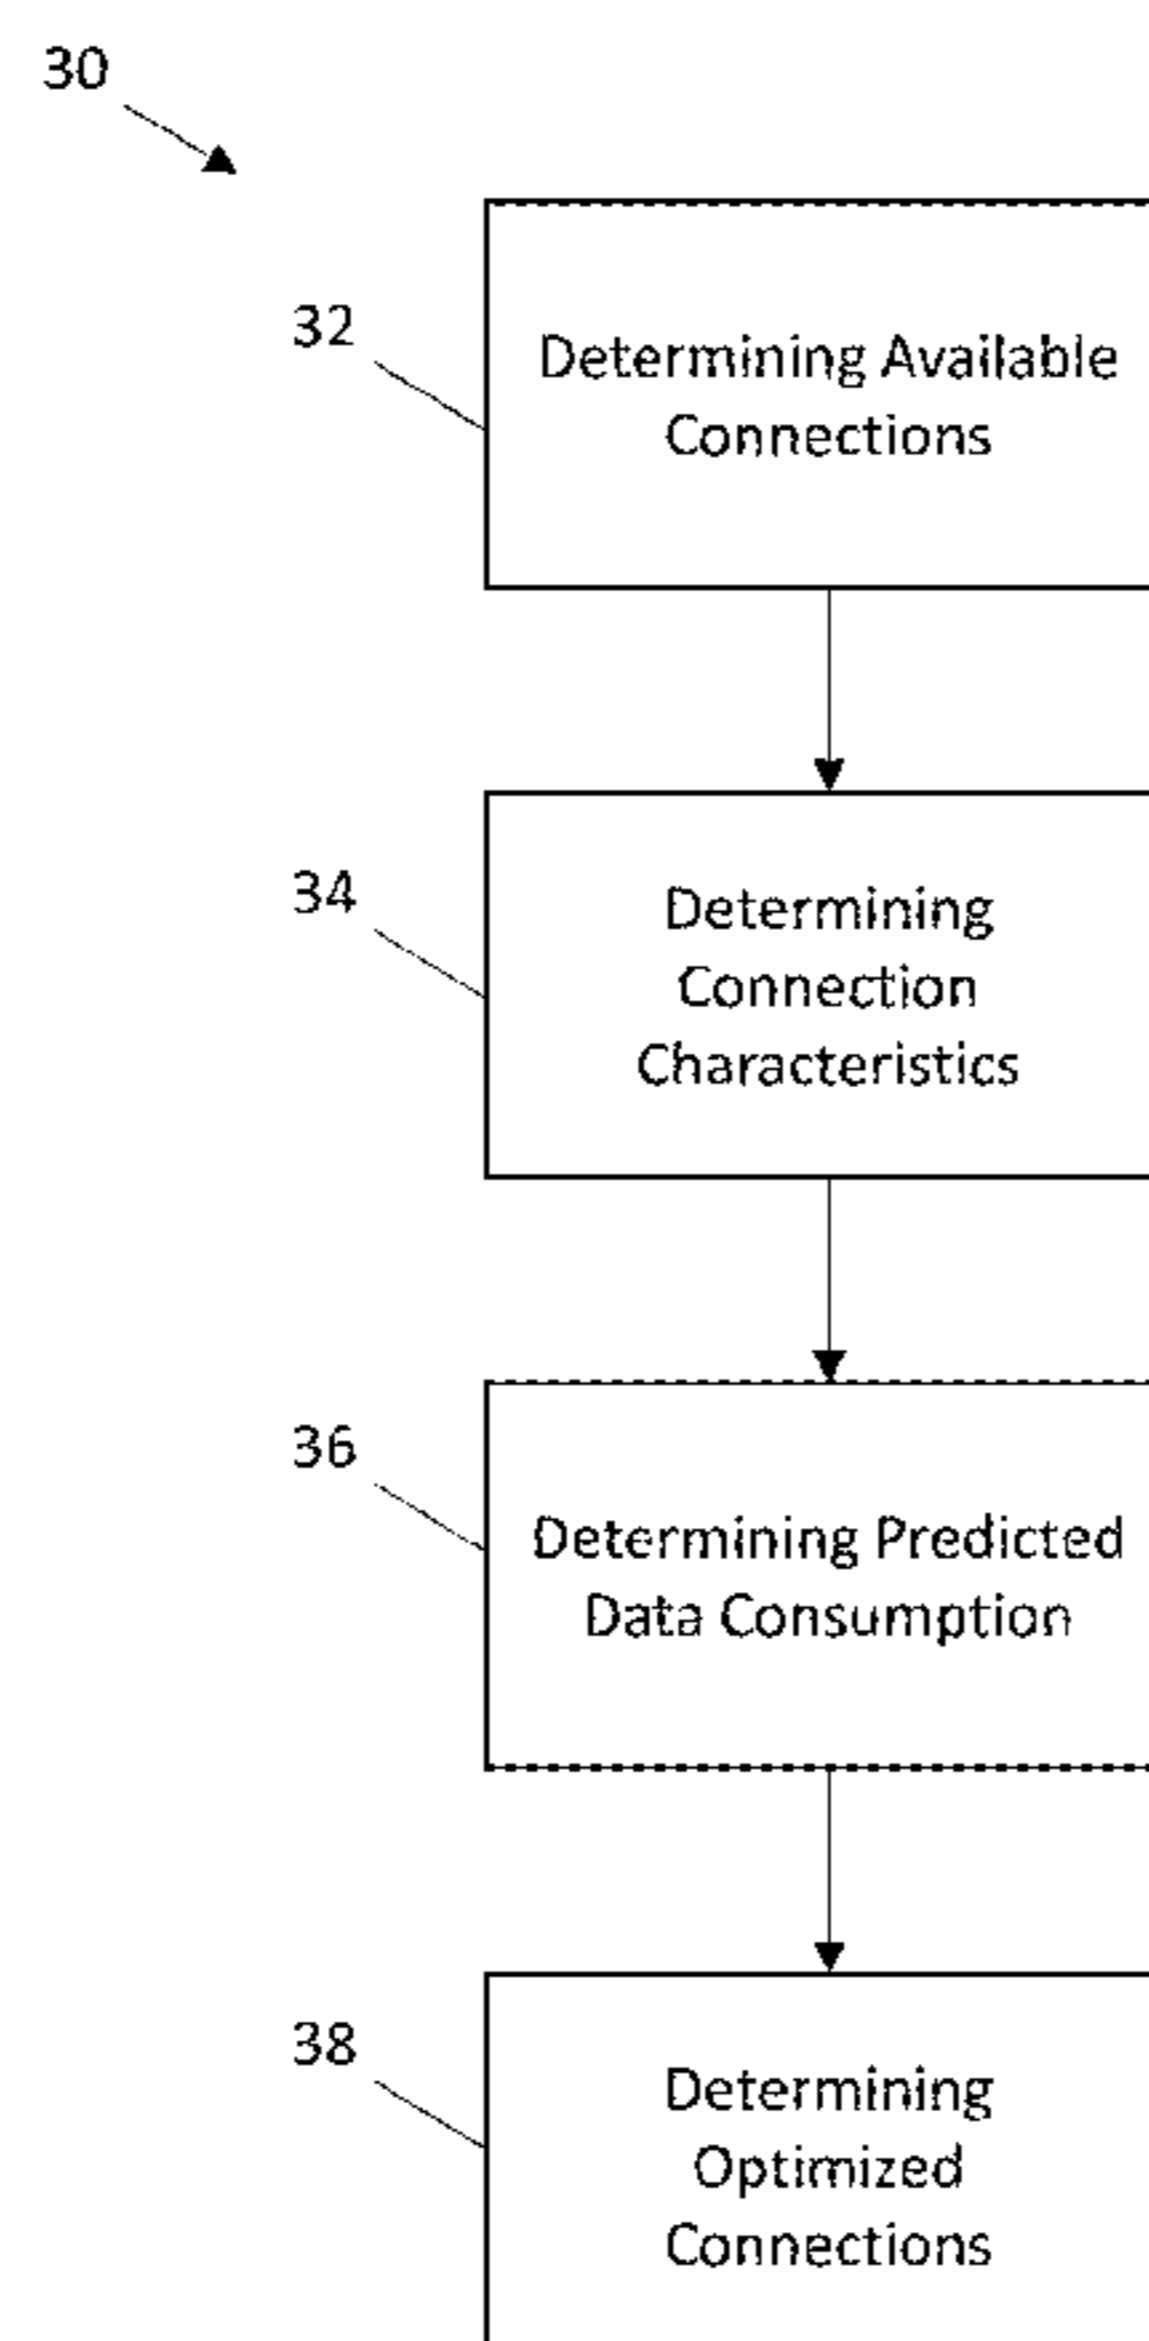 30
32
Determining Available
Connections
34
Determining
Connection
Characteristics
36
Determining Predicted
Data Consumption
38
Determining
Optimized
Connections